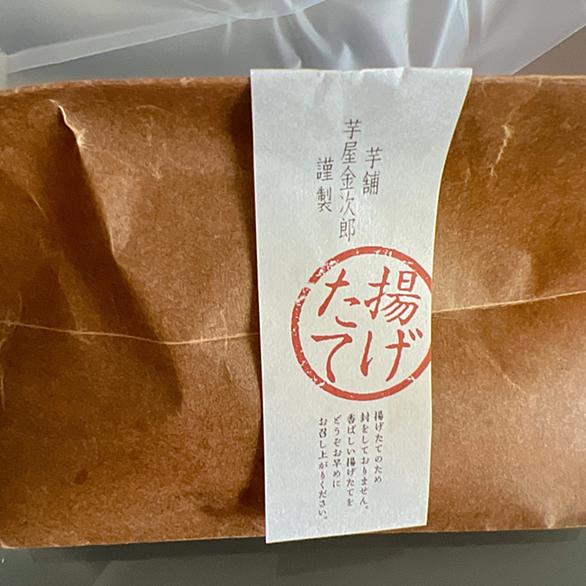 芋舗
芋屋金次郎
謹製
揚げ
たて
揚げたてのため
封をしておりません。
香ばしい揚げたてを
どうぞお早めに
お召し上がりください。